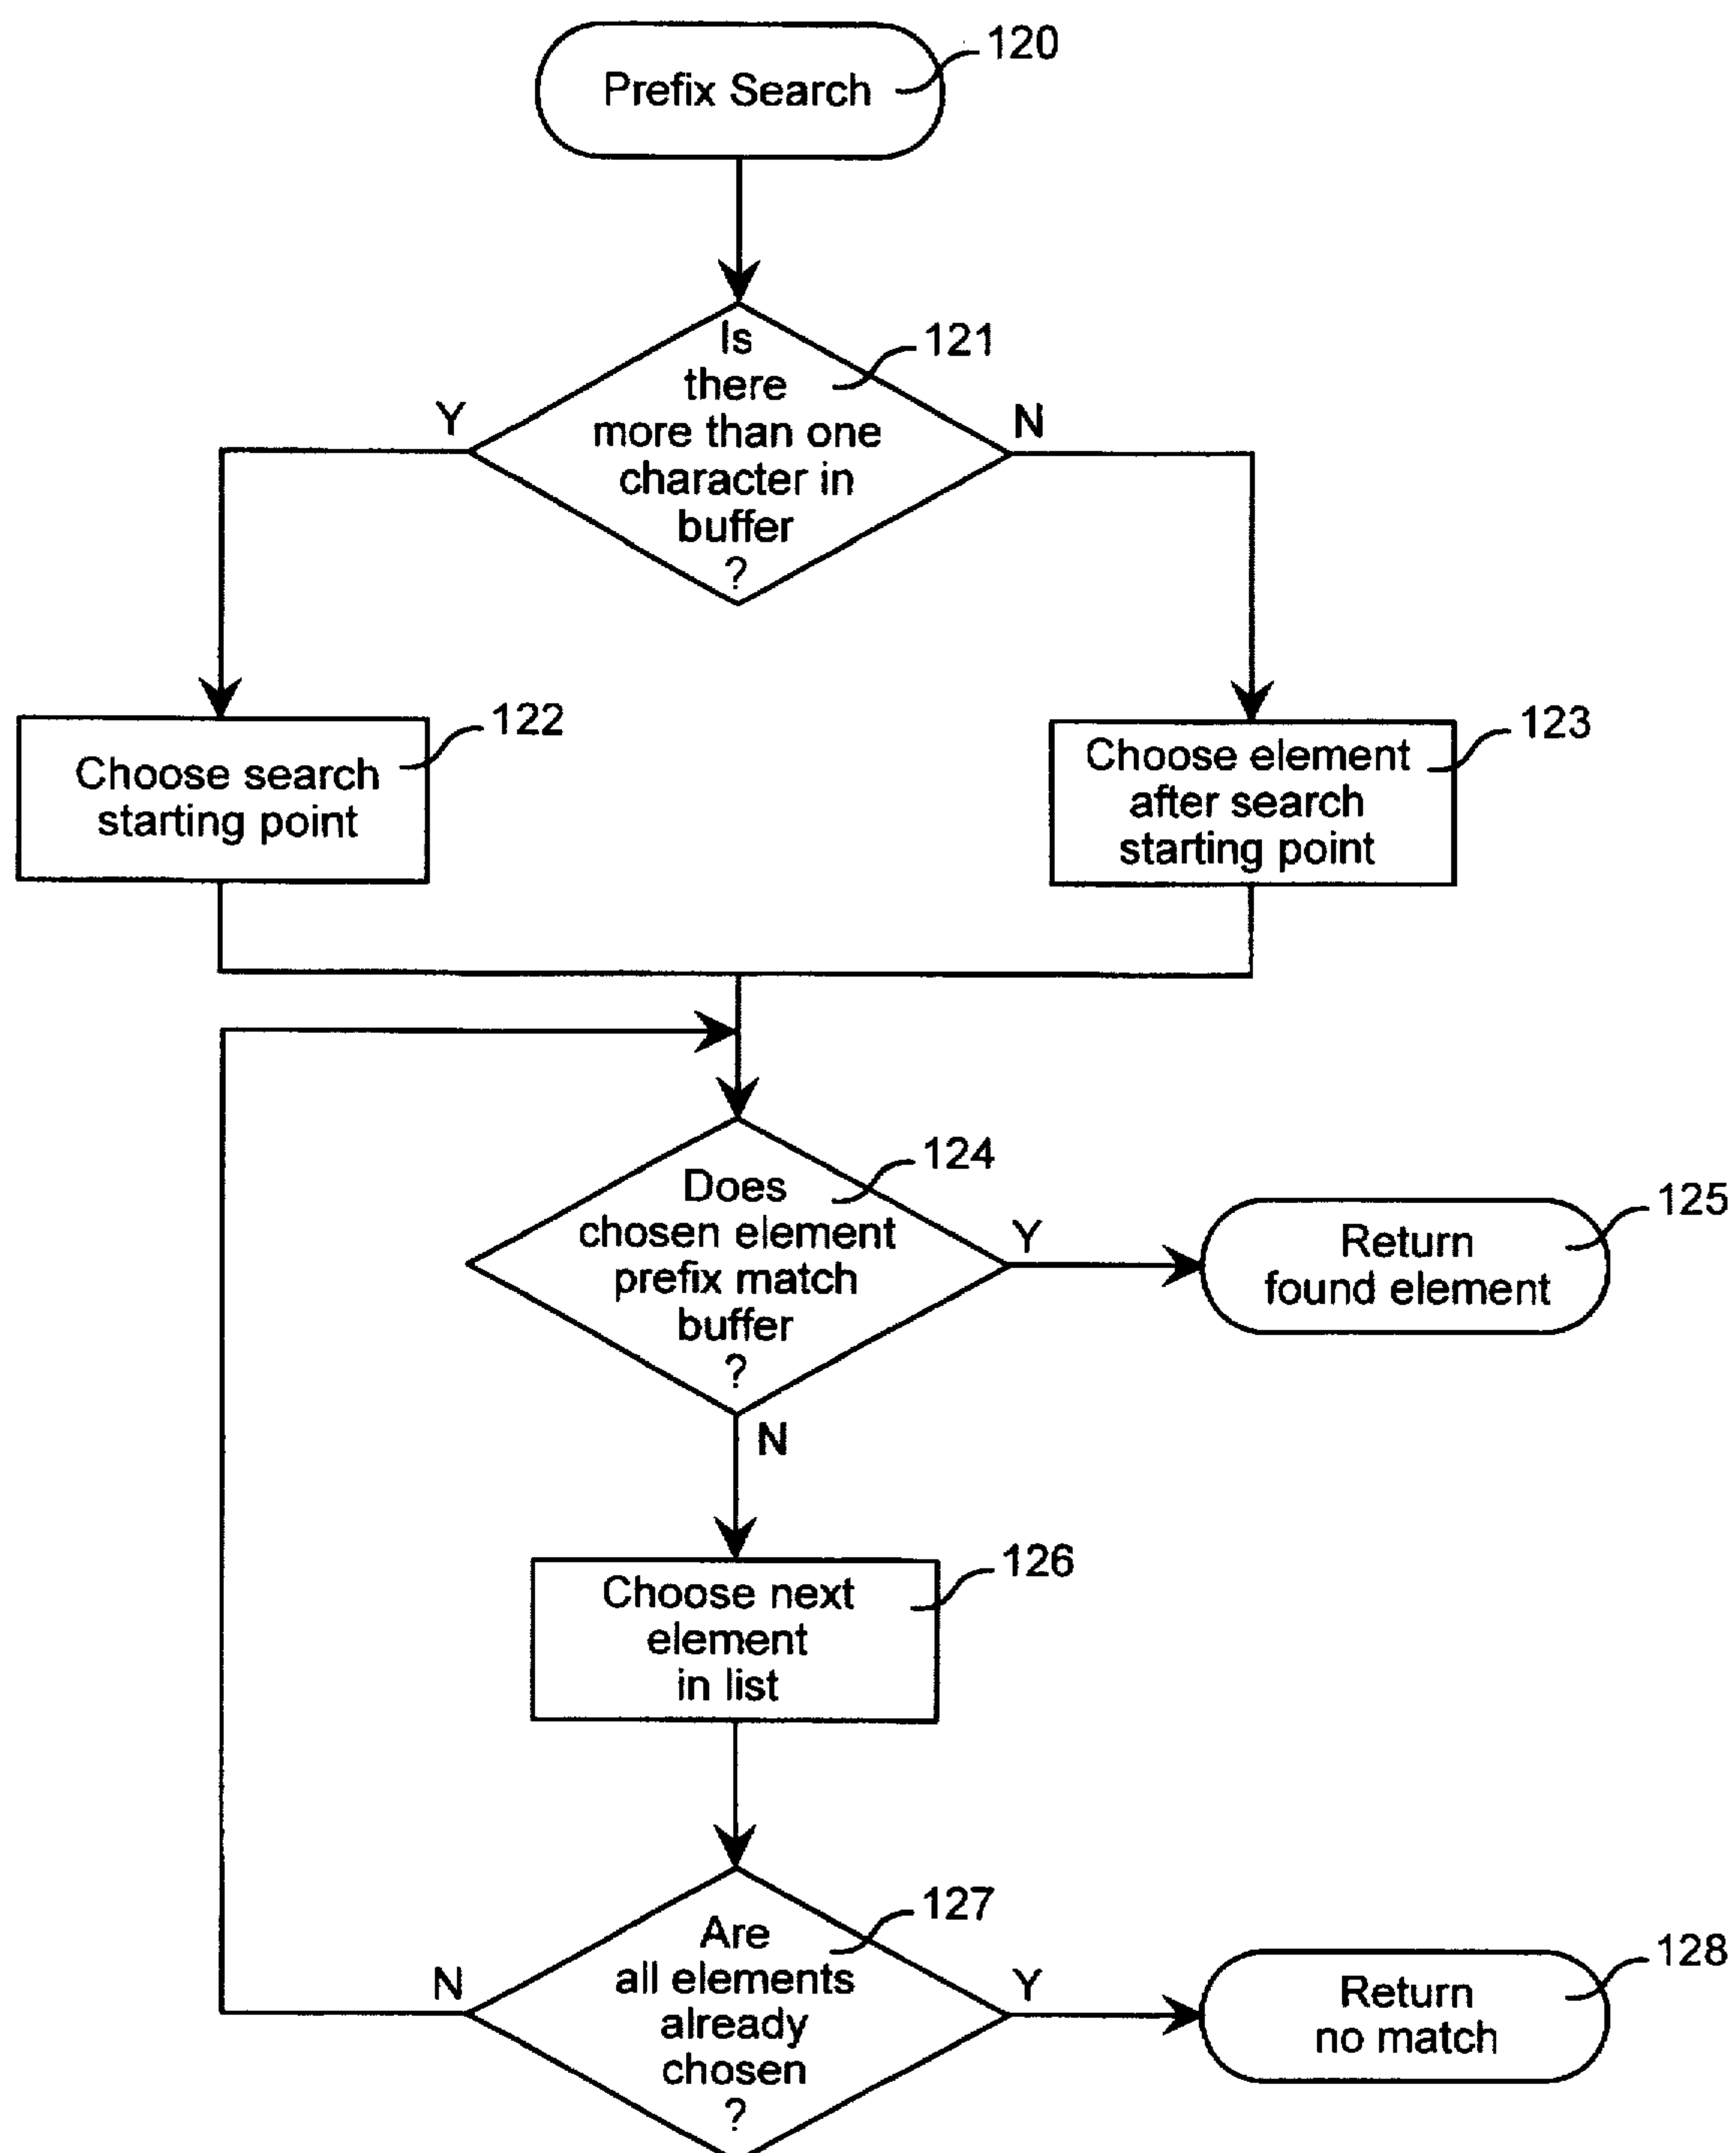 Prefix Search
120
Is
there
more than one
character in
buffer
?
121
Y
N
Choose search
starting point
122
Choose element
after search
starting point
123
Does
chosen element
prefix match
buffer
?
124
Y
N
Return
found element
125
Choose next
element
in list
126
Are
all elements
already
chosen
?
127
N
Y
Return
no match
128